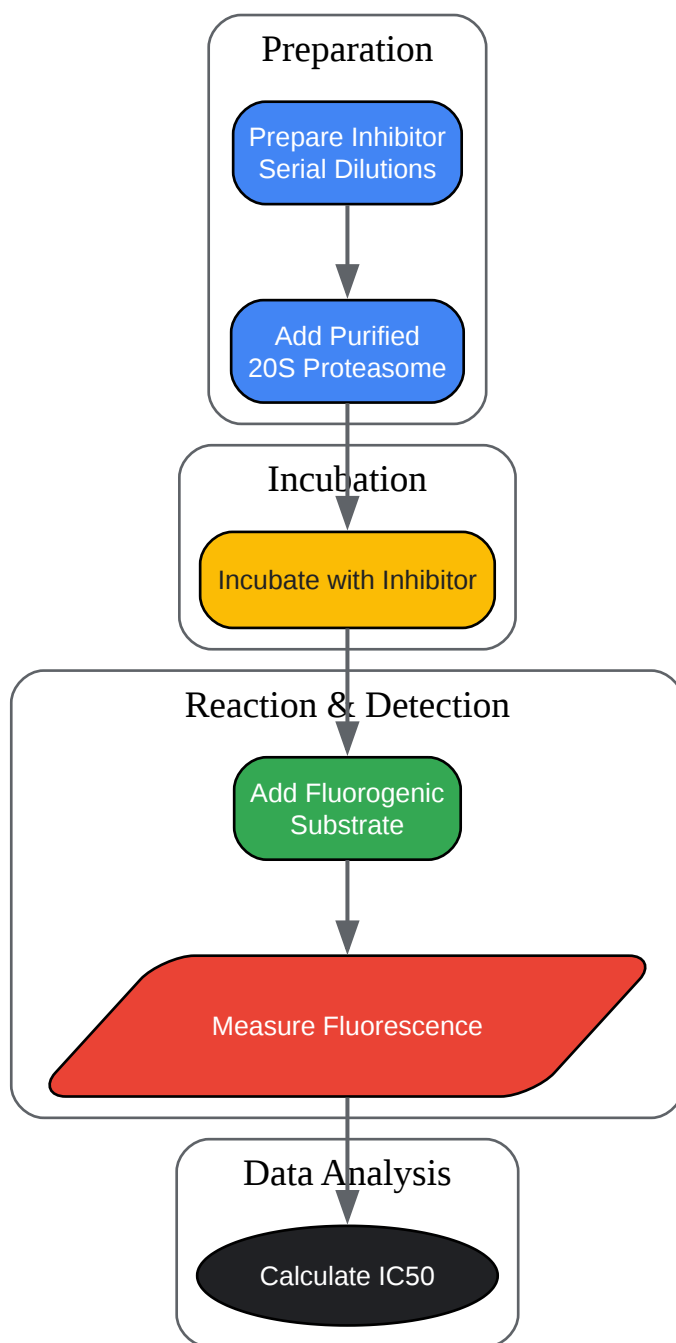 Preparation
Prepare Inhibitor
Serial Dilutions
Add Purified
20S Proteasome
Incubation
Incubate with Inhibitor
Reaction & Detection
Add Fluorogenic
Substrate
Measure Fluorescence
Data Analysis
Calculate IC50